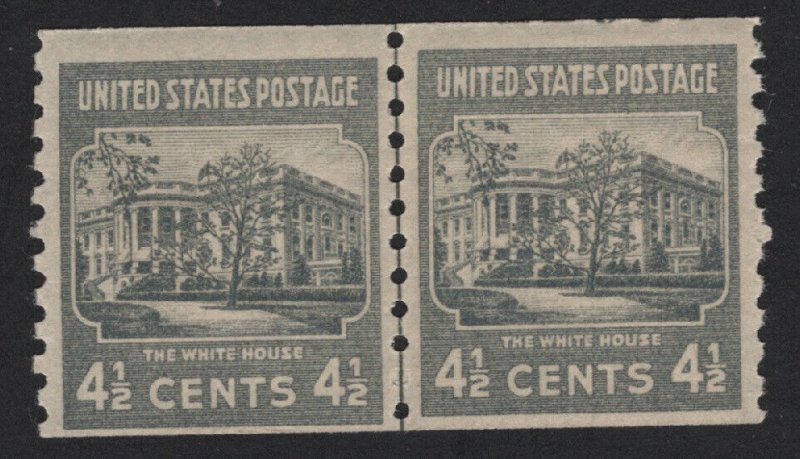 UNITED STATES POSTAGE
THE WHITE HOUSE
4½ CENTS 4½
UNITED STATES POSTAGE
THE WHITE HOUSE
4½ CENTS 4½